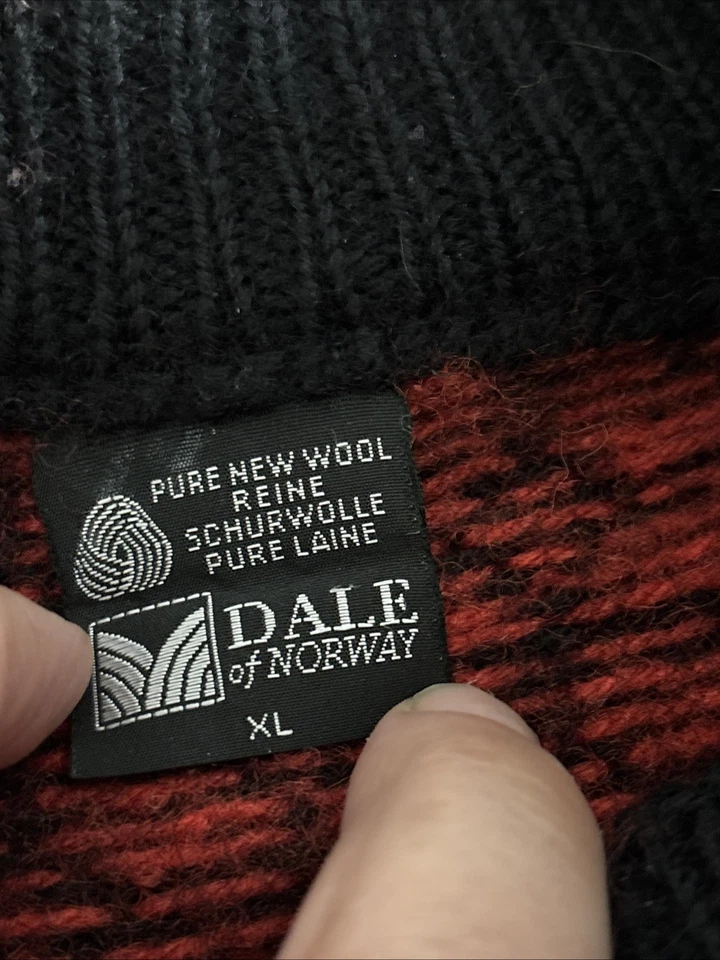 PURE NEW WOOL
REINE
SCHURWOLLE
PURE LAINE
DALE
of NORWAY
XL